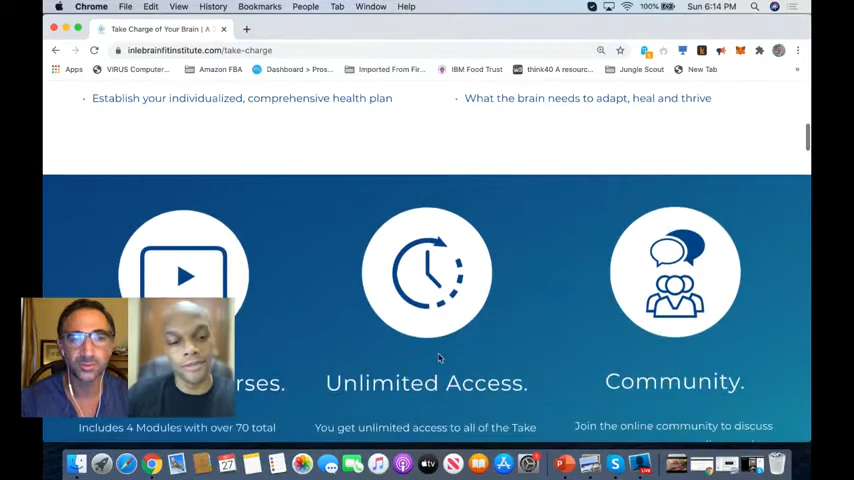 Chrome File Edit View History Bookmarks People Tab Window Help 100% Sun 6:14 PM
Take Charge of Your Brain | A
inlebrainfitinstitute.com/take-charge
Apps VIRUS Computer... Amazon FBA Dashboard > Pros... Imported From Fir... IBM Food Trust think40 A resourc... Jungle Scout New Tab
· Establish your individualized, comprehensive health plan
· What the brain needs to adapt, heal and thrive
rses.
Unlimited Access.
Community.
Includes 4 Modules with over 70 total
You get unlimited access to all of the Take
Join the online community to discuss